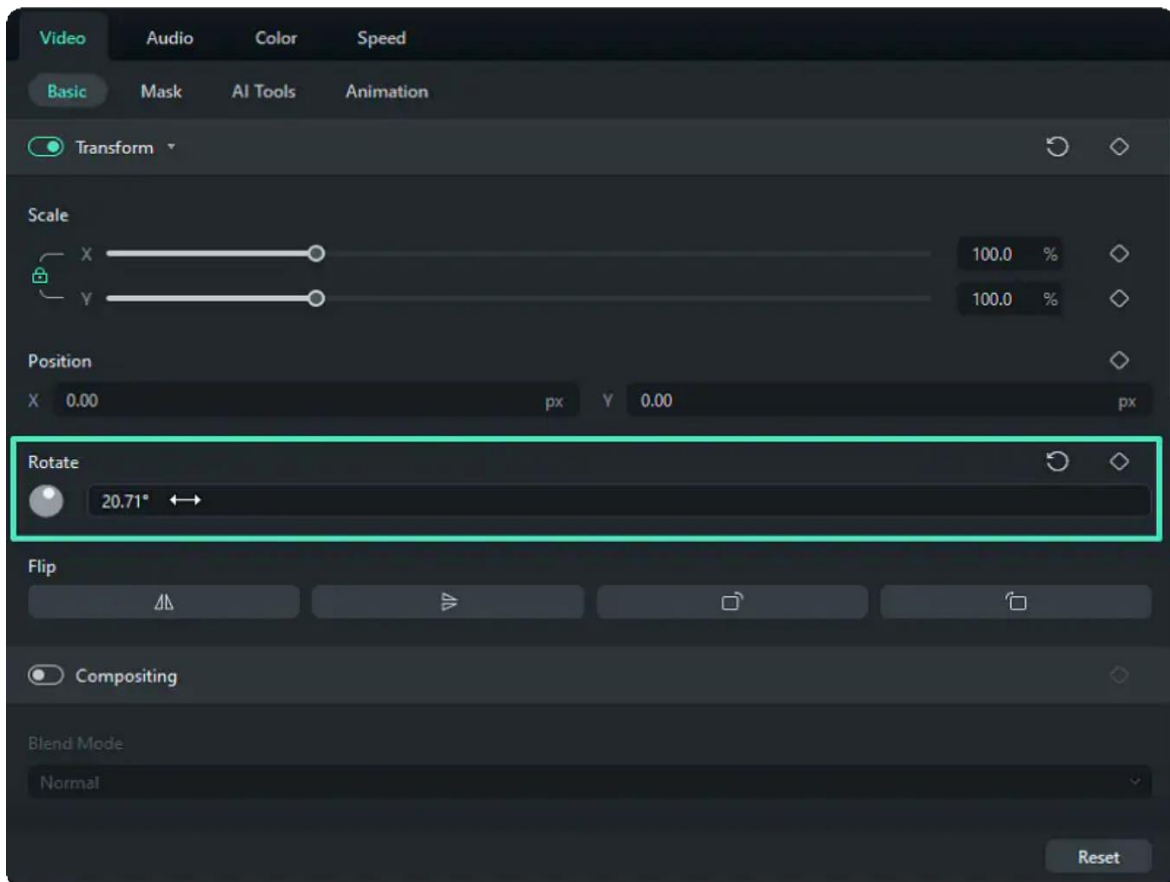 Video Audio Color Speed
Basic Mask AI Tools Animation
Transform
Scale
X 100.0 %
Y 100.0 %
Position
X 0.00 px Y 0.00 px
Rotate
20.71°
Flip
Compositing
Blend Mode
Normal
Reset